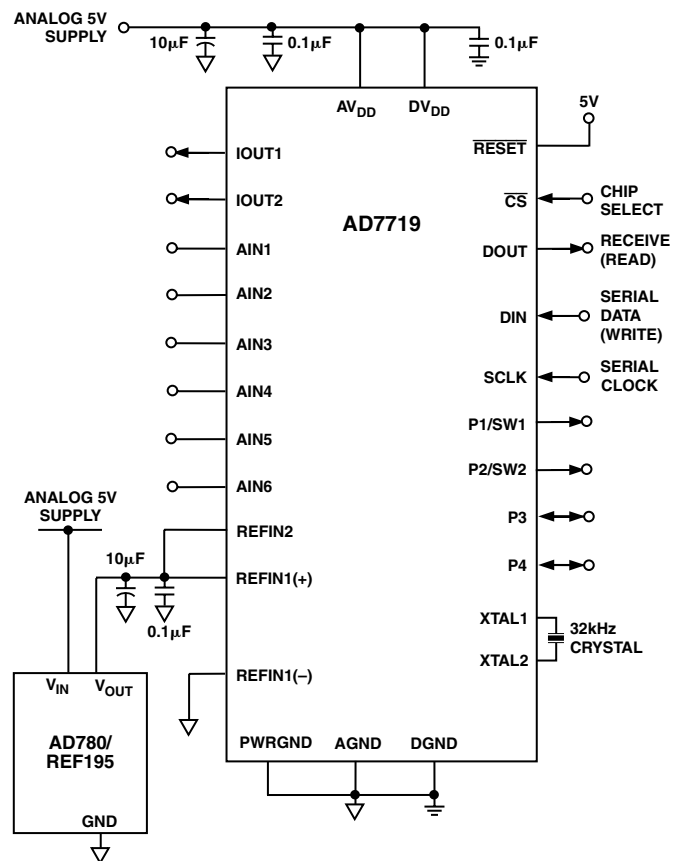 ANALOG 5V
SUPPLY
10μF
0.1μF
0.1μF
AVDD
DVDD
5V
IOUT1
RESET
IOUT2
CS
CHIP
SELECT
AD7719
AIN1
DOUT
RECEIVE
(READ)
AIN2
DIN
SERIAL
DATA
(WRITE)
AIN3
SCLK
SERIAL
CLOCK
AIN4
P1/SW1
AIN5
P2/SW2
AIN6
ANALOG 5V
SUPPLY
REFIN2
P3
10μF
REFIN1(+)
P4
0.1μF
XTAL1
32kHz
CRYSTAL
XTAL2
REFIN1(–)
VIN
VOUT
AD780/
REF195
PWRGND
AGND
DGND
GND